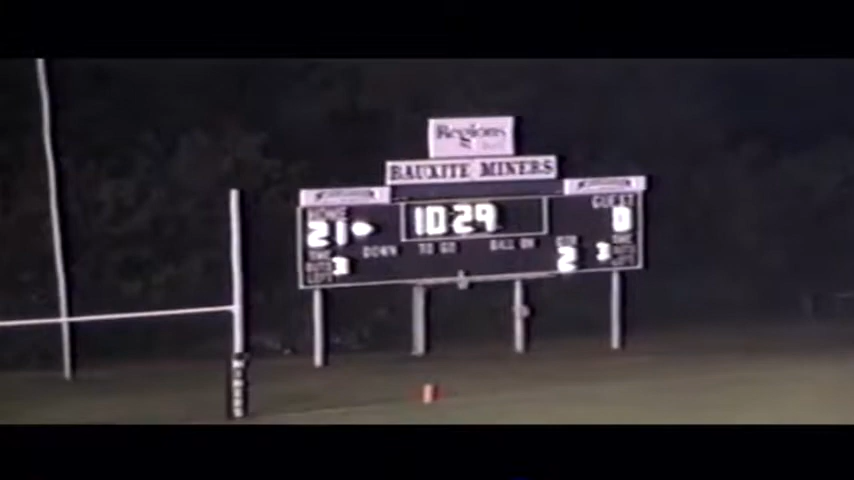 Regions
BAUXITE MINERS
HOME
10:29
GUEST
21
0
DOWN
TO GO
BALL ON
QTR
TIME
OUTS
LEFT
3
2
3
TIME
OUTS
LEFT